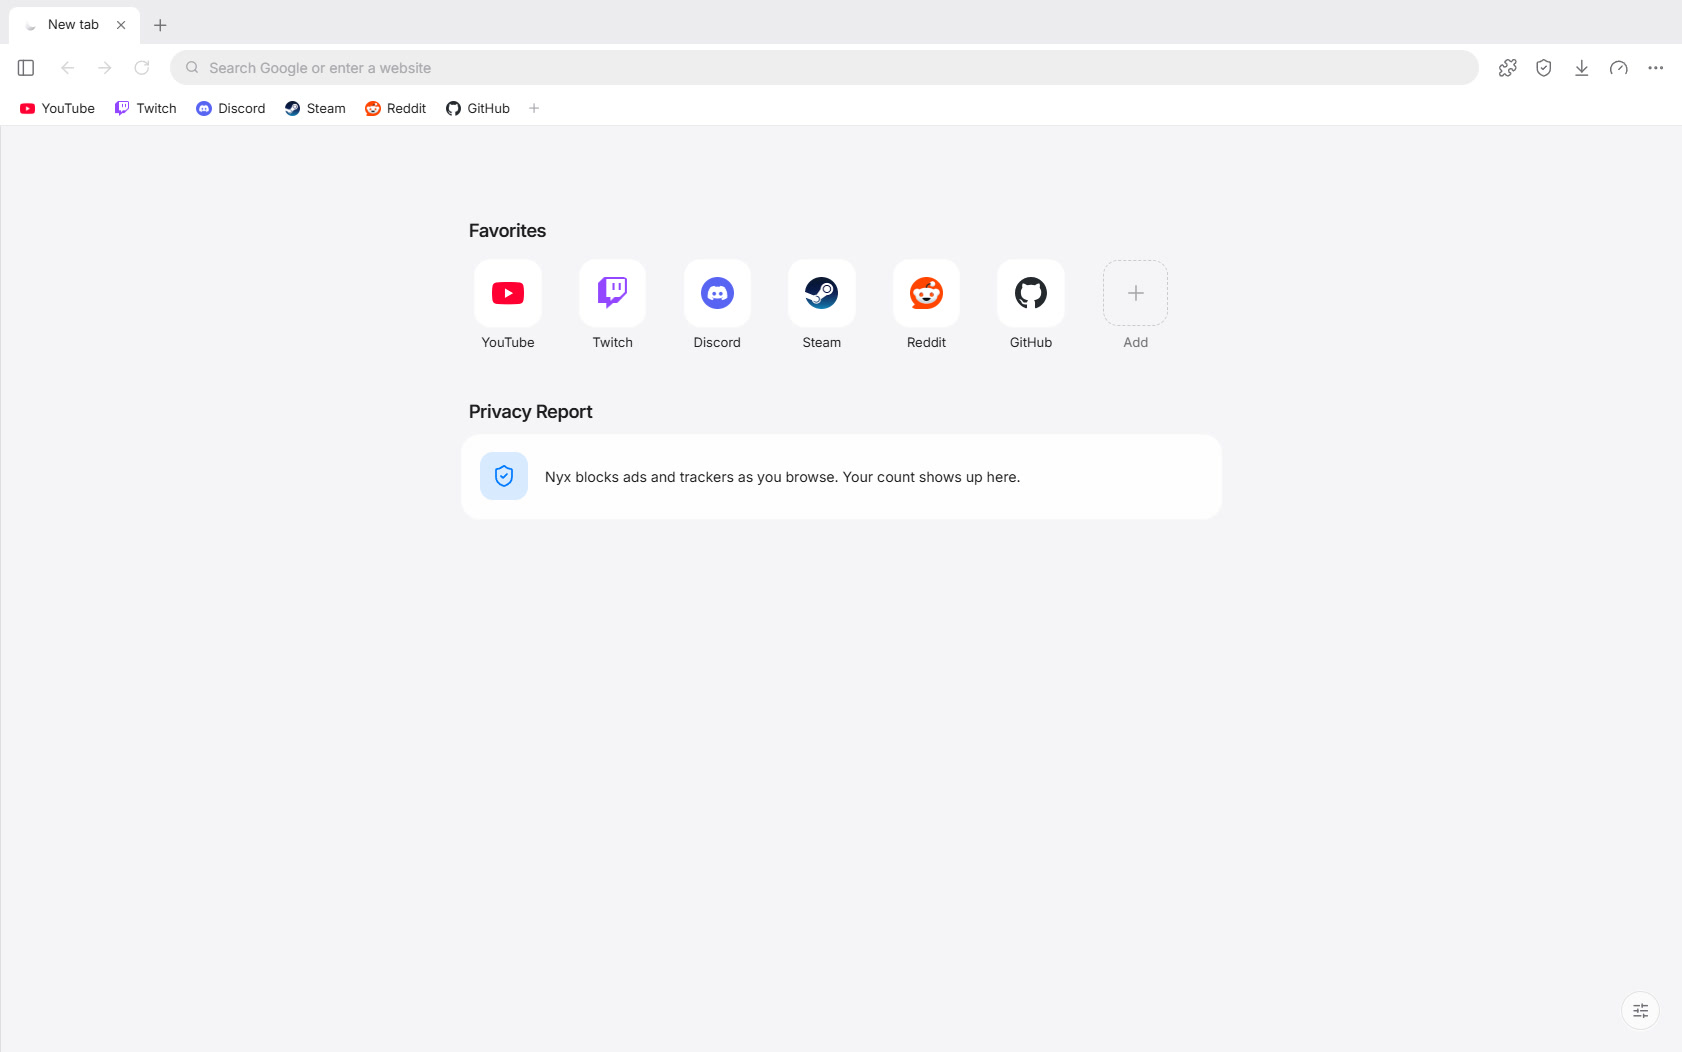 New tab
Search Google or enter a website
YouTube Twitch Discord Steam Reddit GitHub
Favorites
YouTube Twitch Discord Steam Reddit GitHub Add
Privacy Report
Nyx blocks ads and trackers as you browse. Your count shows up here.